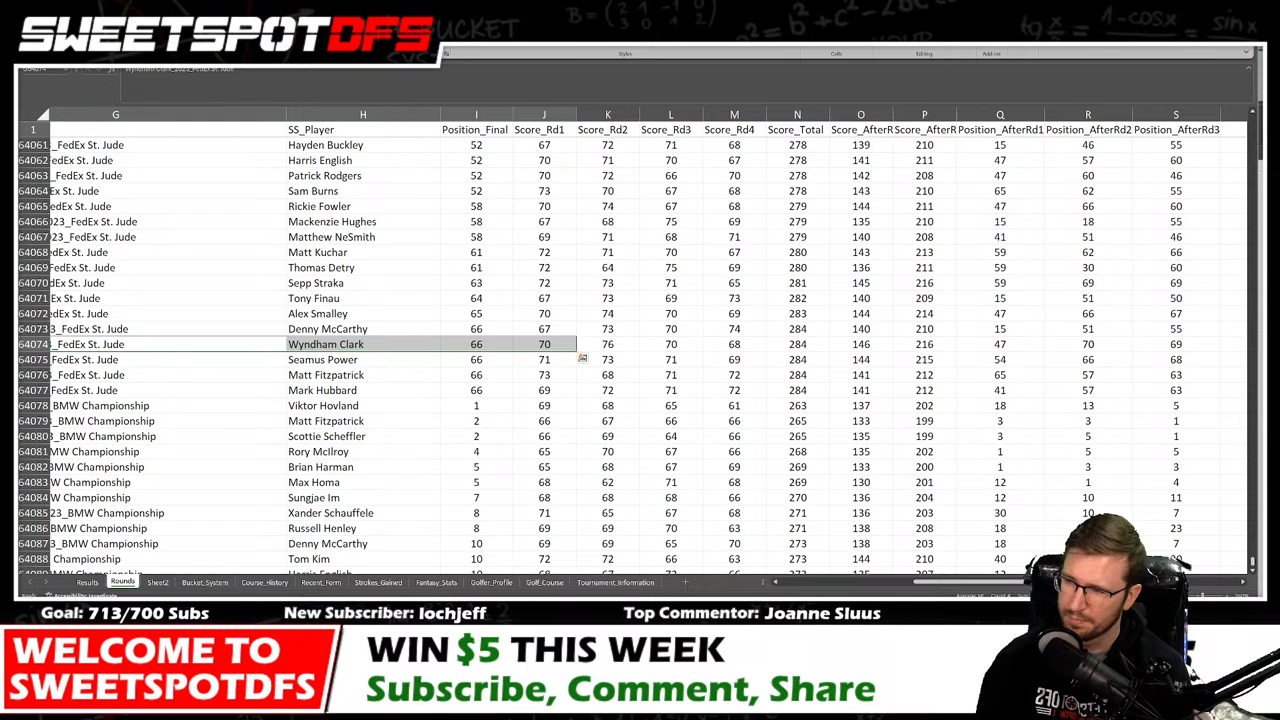 SWEETSPOTDFS
Styles Cells Editing Add-ins
G H I J K L M N O P Q R S
1 SS_Player Position_Final Score_Rd1 Score_Rd2 Score_Rd3 Score_Rd4 Score_Total Score_AfterR Score_AfterR Position_AfterRd1 Position_AfterRd2 Position_AfterRd3
64061 _FedEx St. Jude Hayden Buckley 52 67 72 71 68 278 139 210 15 46 55
64062 FedEx St. Jude Harris English 52 70 71 70 67 278 141 211 47 57 60
64063 _FedEx St. Jude Patrick Rodgers 52 70 72 66 70 278 142 208 47 60 46
64064 Ex St. Jude Sam Burns 52 73 70 67 68 278 143 210 65 62 55
64065 FedEx St. Jude Rickie Fowler 58 70 74 67 68 279 144 211 47 66 60
64066 023_FedEx St. Jude Mackenzie Hughes 58 67 68 75 69 279 135 210 15 18 55
64067 23_FedEx St. Jude Matthew NeSmith 58 69 71 68 71 279 140 208 41 51 46
64068 edEx St. Jude Matt Kuchar 61 72 71 70 67 280 143 213 59 62 66
64069 FedEx St. Jude Thomas Detry 61 72 64 75 69 280 136 211 59 30 60
64070 FedEx St. Jude Sepp Straka 63 72 73 71 65 281 145 216 59 69 69
64071 Ex St. Jude Tony Finau 64 67 73 69 73 282 140 209 15 51 50
64072 FedEx St. Jude Alex Smalley 65 70 74 70 69 283 144 214 47 66 67
64073 _FedEx St. Jude Denny McCarthy 66 67 73 70 74 284 140 210 15 51 55
64074 _FedEx St. Jude Wyndham Clark 66 70 76 70 68 284 146 216 47 70 69
64075 FedEx St. Jude Seamus Power 66 71 73 71 69 284 144 215 54 66 68
64076 FedEx St. Jude Matt Fitzpatrick 66 73 68 71 72 284 141 212 65 57 63
64077 FedEx St. Jude Mark Hubbard 66 69 72 71 72 284 141 212 41 57 63
64078 _BMW Championship Viktor Hovland 1 69 68 65 61 263 137 202 18 13 5
64079 _BMW Championship Matt Fitzpatrick 2 66 67 66 66 265 133 199 3 3 1
64080 3_BMW Championship Scottie Scheffler 2 66 69 64 66 265 135 199 3 5 1
64081 MW Championship Rory McIlroy 4 65 70 67 66 268 135 202 1 5 5
64082 BMW Championship Brian Harman 5 65 68 67 69 269 133 200 1 3 3
64083 W Championship Max Homa 5 68 62 71 68 269 130 201 12 1 4
64084 W Championship Sungjae Im 7 68 68 68 66 270 136 204 12 10 11
64085 23_BMW Championship Xander Schauffele 8 71 65 67 68 271 136 203 30 10 7
64086 BMW Championship Russell Henley 8 69 69 70 63 271 138 208 18 23
64087 3_BMW Championship Denny McCarthy 10 69 69 65 70 273 138 203 18 7
64088 Championship Tom Kim 10 72 72 66 63 273 144 210 40
Results Rounds Sheet2 Bucket_System Course_History Recent_Form Strokes_Gained Fantasy_Stats Golfer_Profile Golf_Course Tournament_Information
Goal: 713/700 Subs New Subscriber: lochjeff Top Commentor: Joanne Sluus
WELCOME TO
SWEETSPOTDFS
WIN $5 THIS WEEK
Subscribe, Comment, Share